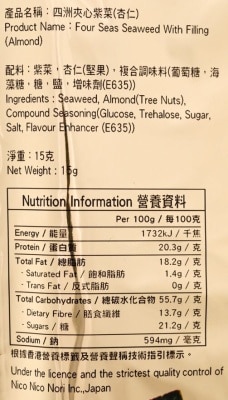 產品名稱：四洲夾心紫菜(杏仁)
Product Name : Four Seas Seaweed With Filling
(Almond)
配料：紫菜，杏仁(堅果)，複合調味料(葡萄糖，海
藻糖，糖，鹽，增味劑(E635))
Ingredients : Seaweed, Almond(Tree Nuts),
Compound Seasoning(Glucose, Trehalose, Sugar,
Salt, Flavour Enhancer (E635))
淨重：15克
Net Weight : 15g
Nutrition Information 營養資料
Per 100g / 每100克
Energy / 能量 1732kJ / 千焦
Protein / 蛋白質 20.3g / 克
Total Fat / 總脂肪 18.2g / 克
- Saturated Fat / 飽和脂肪 1.4g / 克
- Trans Fat / 反式脂肪 0g / 克
Total Carbohydrates / 總碳水化合物 55.7g / 克
- Dietary Fibre / 膳食纖維 13.7g / 克
- Sugars / 糖 21.2g / 克
Sodium / 鈉 594mg / 毫克
根據香港營養標籤及營養聲稱技術指引標示。
Under the licence and the strictest quality control of
Nico Nico Nori Inc.,Japan